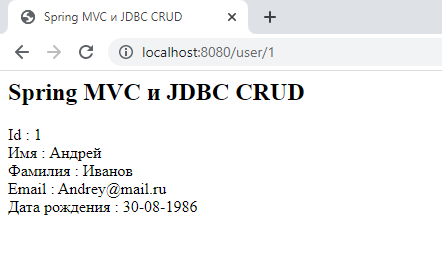 Spring MVC и JDBC CRUD
localhost:8080/user/1
Spring MVC и JDBC CRUD
Id : 1
Имя : Андрей
Фамилия : Иванов
Email : Andrey@mail.ru
Дата рождения : 30-08-1986